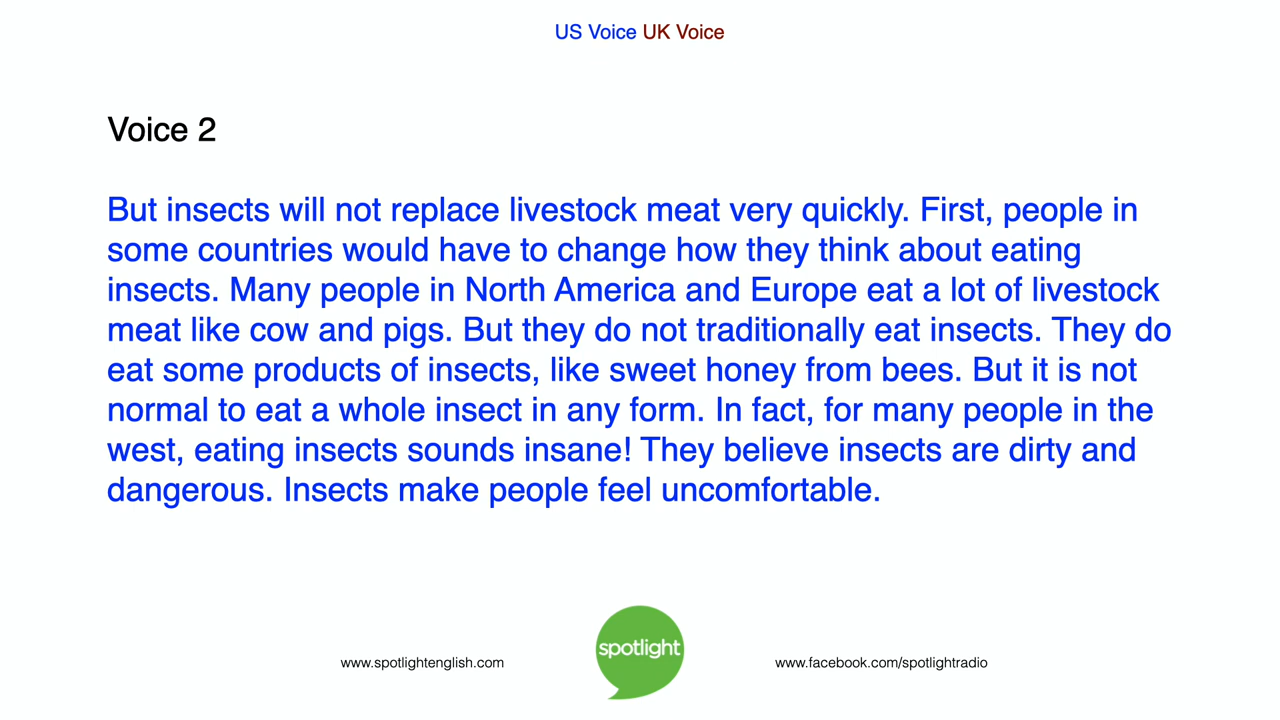 US Voice UK Voice
Voice 2
But insects will not replace livestock meat very quickly. First, people in
some countries would have to change how they think about eating
insects. Many people in North America and Europe eat a lot of livestock
meat like cow and pigs. But they do not traditionally eat insects. They do
eat some products of insects, like sweet honey from bees. But it is not
normal to eat a whole insect in any form. In fact, for many people in the
west, eating insects sounds insane! They believe insects are dirty and
dangerous. Insects make people feel uncomfortable.
spotlight
www.spotlightenglish.com
www.facebook.com/spotlightradio